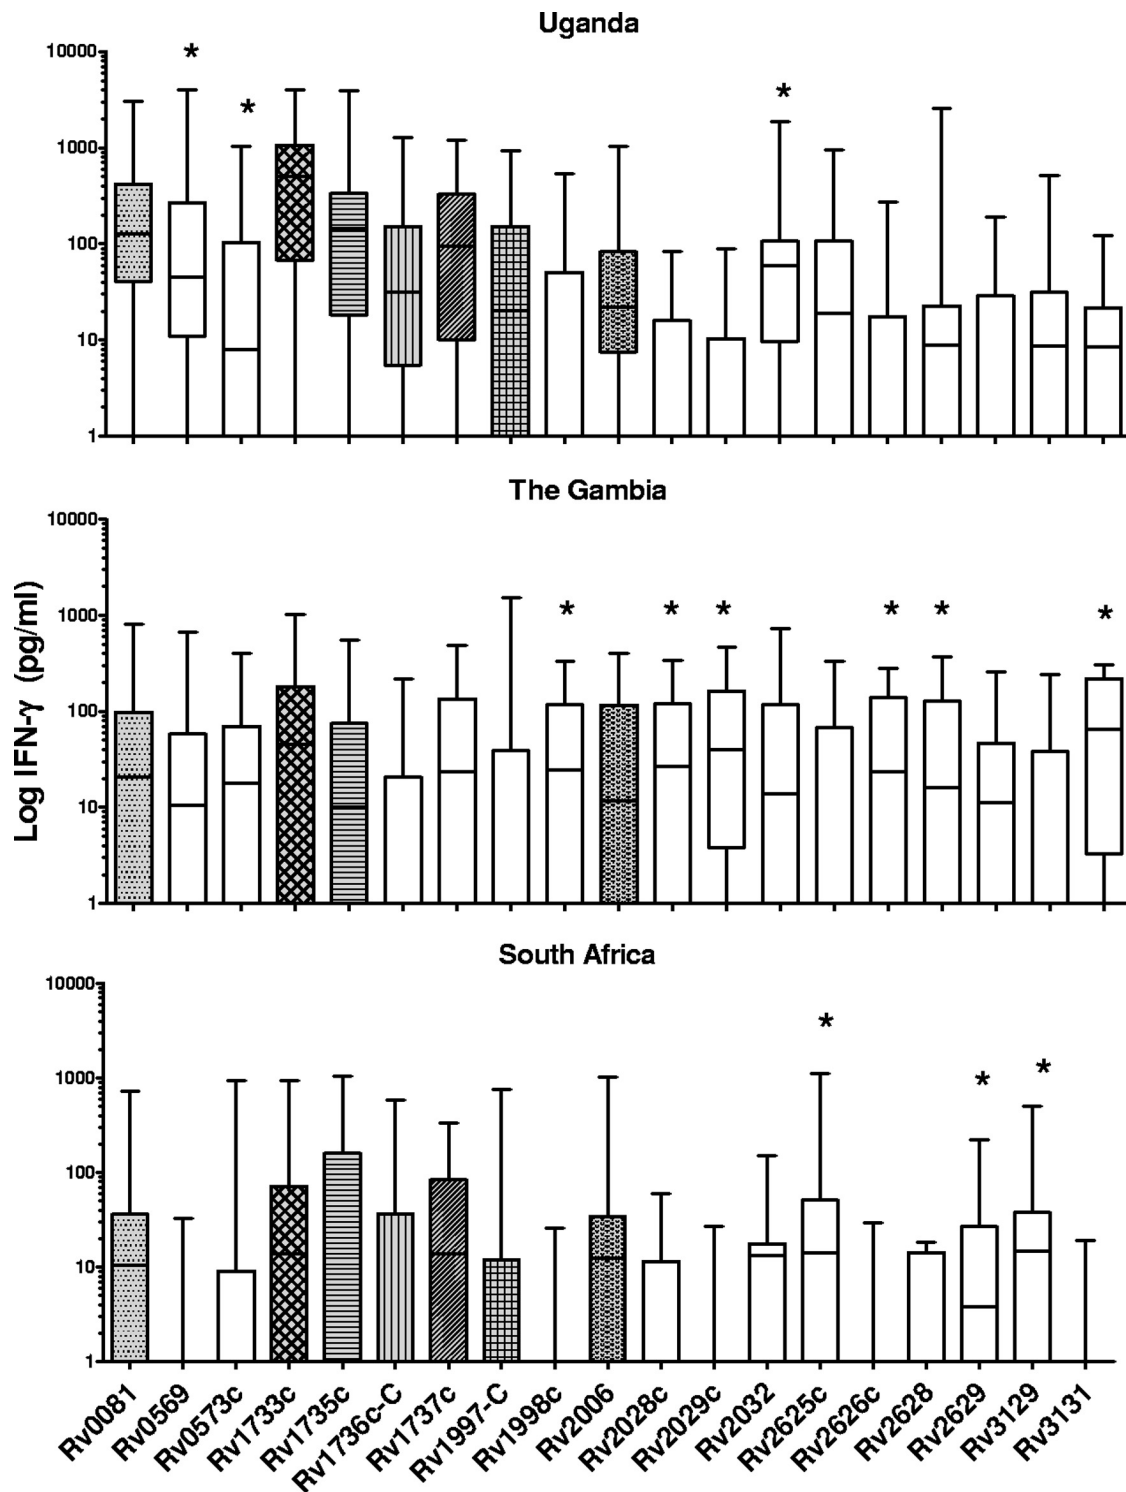 Uganda
10000
1000
100
10
1
* * *
The Gambia
10000
1000
100
10
1
* * * * * *
Log IFN-γ (pg/ml)
South Africa
10000
1000
100
10
1
* * *
Rv0081
Rv0569
Rv0573c
Rv1733c
Rv1735c
Rv1736c-C
Rv1737c
Rv1997-C
Rv1998c
Rv2006
Rv2028c
Rv2029c
Rv2032
Rv2625c
Rv2626c
Rv2628
Rv2629
Rv3129
Rv3131